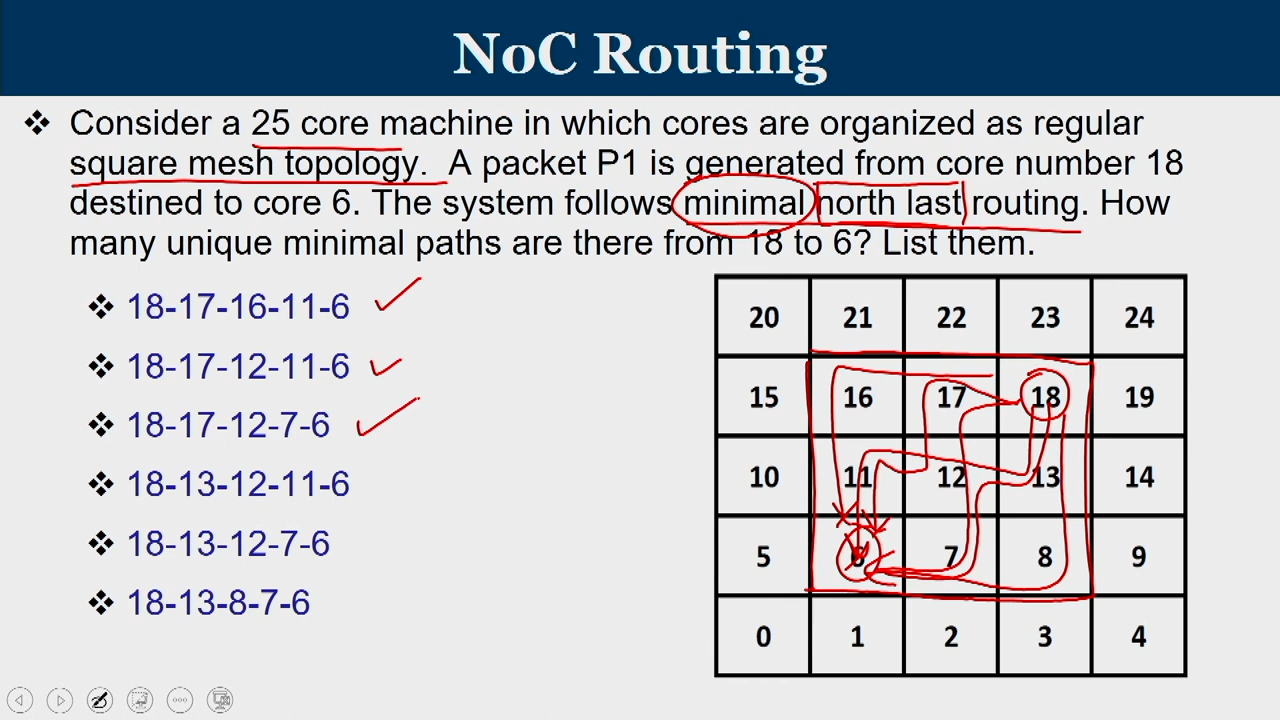 NoC Routing
❖ Consider a 25 core machine in which cores are organized as regular
square mesh topology. A packet P1 is generated from core number 18
destined to core 6. The system follows minimal north last routing. How
many unique minimal paths are there from 18 to 6? List them.
❖ 18-17-16-11-6
❖ 18-17-12-11-6
❖ 18-17-12-7-6
❖ 18-13-12-11-6
❖ 18-13-12-7-6
❖ 18-13-8-7-6
20 21 22 23 24
15 16 17 18 19
10 11 12 13 14
5 6 7 8 9
0 1 2 3 4